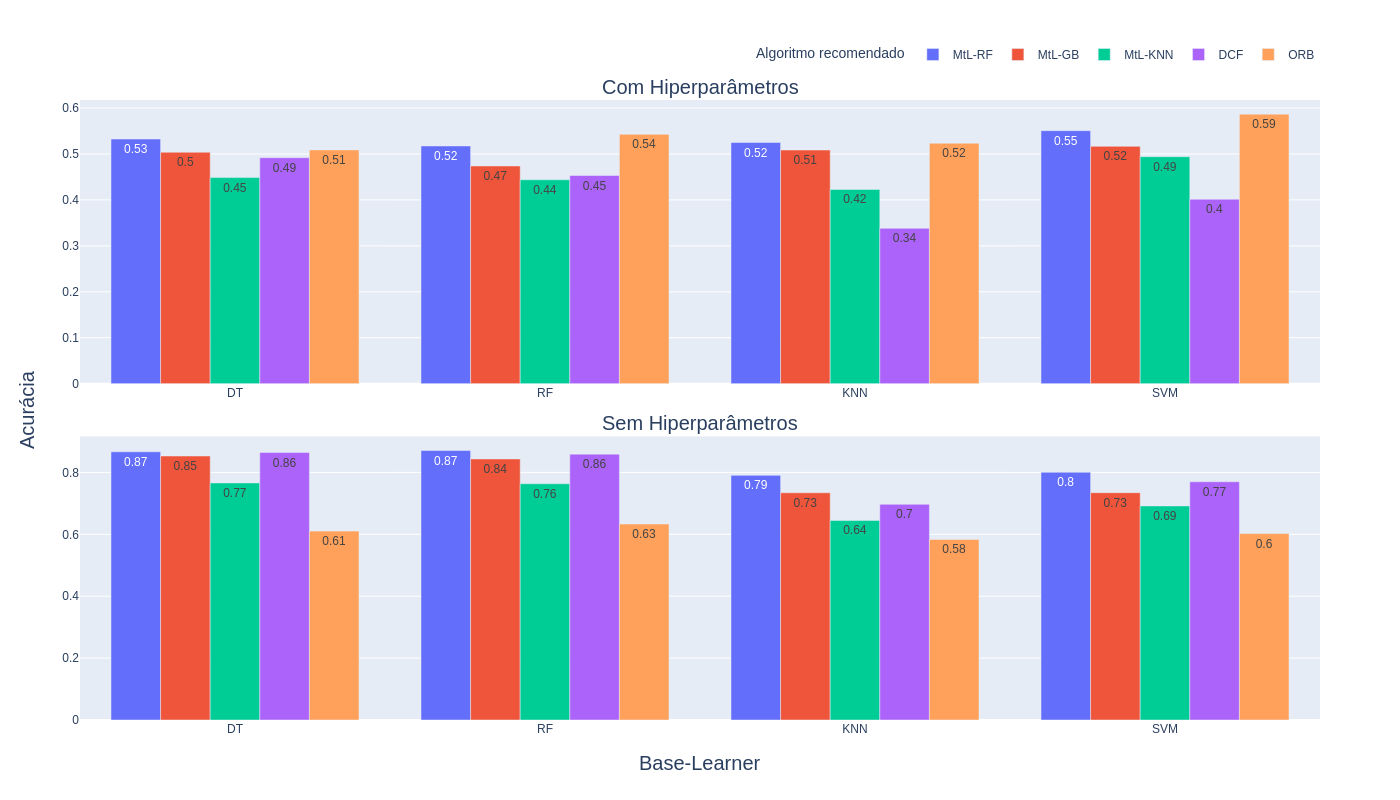 Algoritmo recomendado MtL-RF MtL-GB MtL-KNN DCF ORB
Com Hiperparâmetros
0.6
0.5
0.4
0.3
0.2
0.1
0
0.53 0.5 0.45 0.49 0.51
0.52 0.47 0.44 0.45 0.54
0.52 0.51 0.42 0.34 0.52
0.55 0.52 0.49 0.4 0.59
DT RF KNN SVM
Acurácia
Sem Hiperparâmetros
0.8
0.6
0.4
0.2
0
0.87 0.85 0.77 0.86 0.61
0.87 0.84 0.76 0.86 0.63
0.79 0.73 0.64 0.7 0.58
0.8 0.73 0.69 0.77 0.6
DT RF KNN SVM
Base-Learner